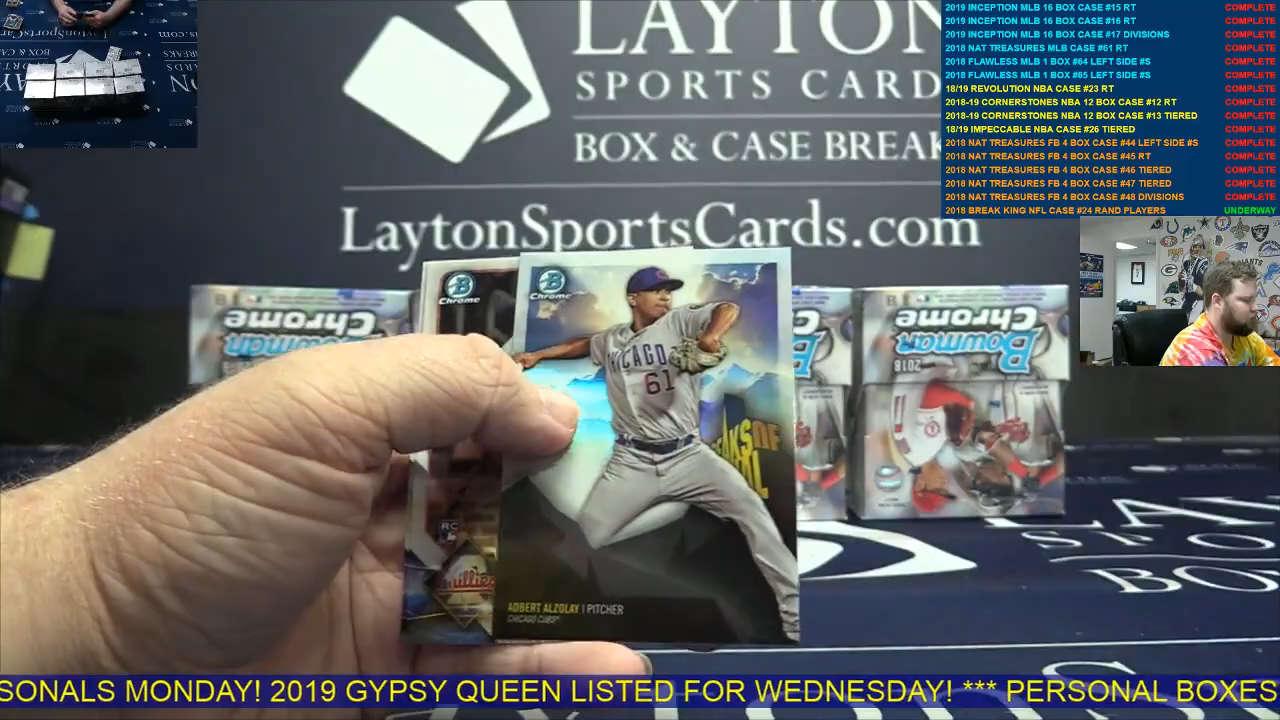 2019 INCEPTION MLB 16 BOX CASE #15 RT COMPLETE
2019 INCEPTION MLB 16 BOX CASE #16 RT COMPLETE
2019 INCEPTION MLB 16 BOX CASE #17 DIVISIONS COMPLETE
2018 NAT TREASURES MLB CASE #61 RT COMPLETE
2018 FLAWLESS MLB 1 BOX #64 LEFT SIDE #S COMPLETE
2018 FLAWLESS MLB 1 BOX #65 LEFT SIDE #S COMPLETE
18/19 REVOLUTION NBA CASE #23 RT COMPLETE
2018-19 CORNERSTONES NBA 12 BOX CASE #12 RT COMPLETE
2018-19 CORNERSTONES NBA 12 BOX CASE #13 TIERED COMPLETE
18/19 IMPECCABLE NBA CASE #26 TIERED COMPLETE
2018 NAT TREASURES FB 4 BOX CASE #44 LEFT SIDE #S COMPLETE
2018 NAT TREASURES FB 4 BOX CASE #45 RT COMPLETE
2018 NAT TREASURES FB 4 BOX CASE #46 TIERED COMPLETE
2018 NAT TREASURES FB 4 BOX CASE #47 TIERED COMPLETE
2018 NAT TREASURES FB 4 BOX CASE #48 DIVISIONS COMPLETE
2018 BREAK KING NFL CASE #24 RAND PLAYERS UNDERWAY
LAYTON
SPORTS CARD
BOX & CASE BREAK
LaytonSportsCards.com
B Chrome
B Chrome
Chrome
Bowman
Chrome
Bowman
2018
CHICAGO
61
RC
Phillies
ADBERT ALZOLAY | PITCHER
CHICAGO CUBS
LAY
SPO
BO
SONALS MONDAY! 2019 GYPSY QUEEN LISTED FOR WEDNESDAY! *** PERSONAL BOXES